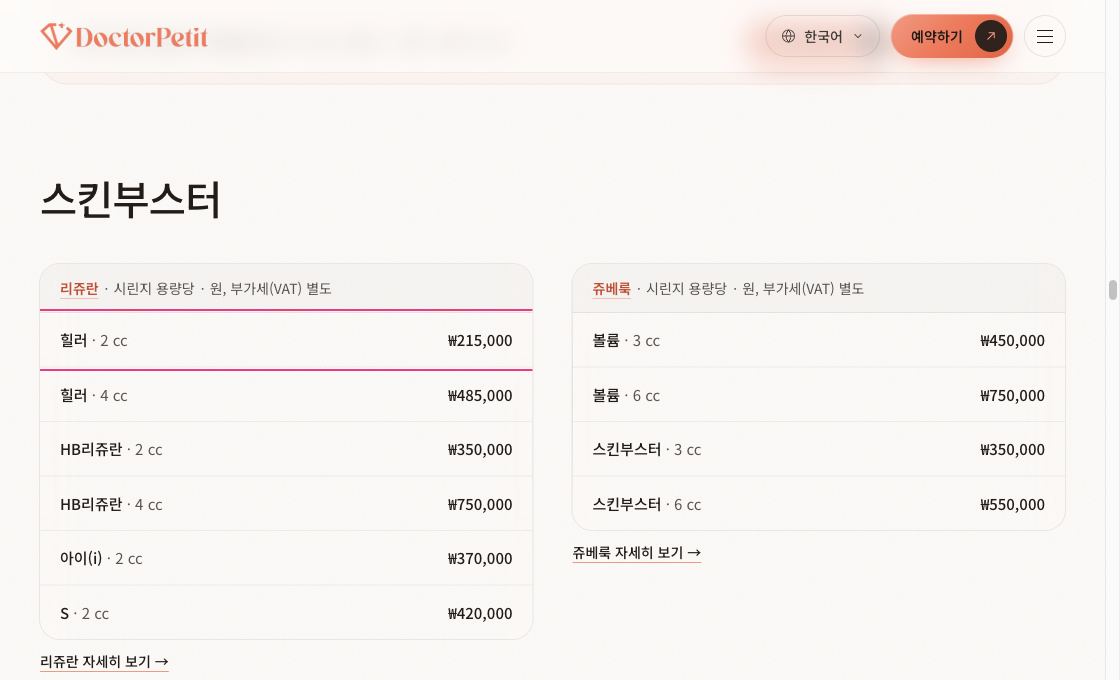 DoctorPetit
한국어
예약하기
스킨부스터
리쥬란 · 시린지 용량당 · 원, 부가세(VAT) 별도
힐러 · 2 cc ₩215,000
힐러 · 4 cc ₩485,000
HB리쥬란 · 2 cc ₩350,000
HB리쥬란 · 4 cc ₩750,000
아이(i) · 2 cc ₩370,000
S · 2 cc ₩420,000
리쥬란 자세히 보기 →
쥬베룩 · 시린지 용량당 · 원, 부가세(VAT) 별도
볼륨 · 3 cc ₩450,000
볼륨 · 6 cc ₩750,000
스킨부스터 · 3 cc ₩350,000
스킨부스터 · 6 cc ₩550,000
쥬베룩 자세히 보기 →